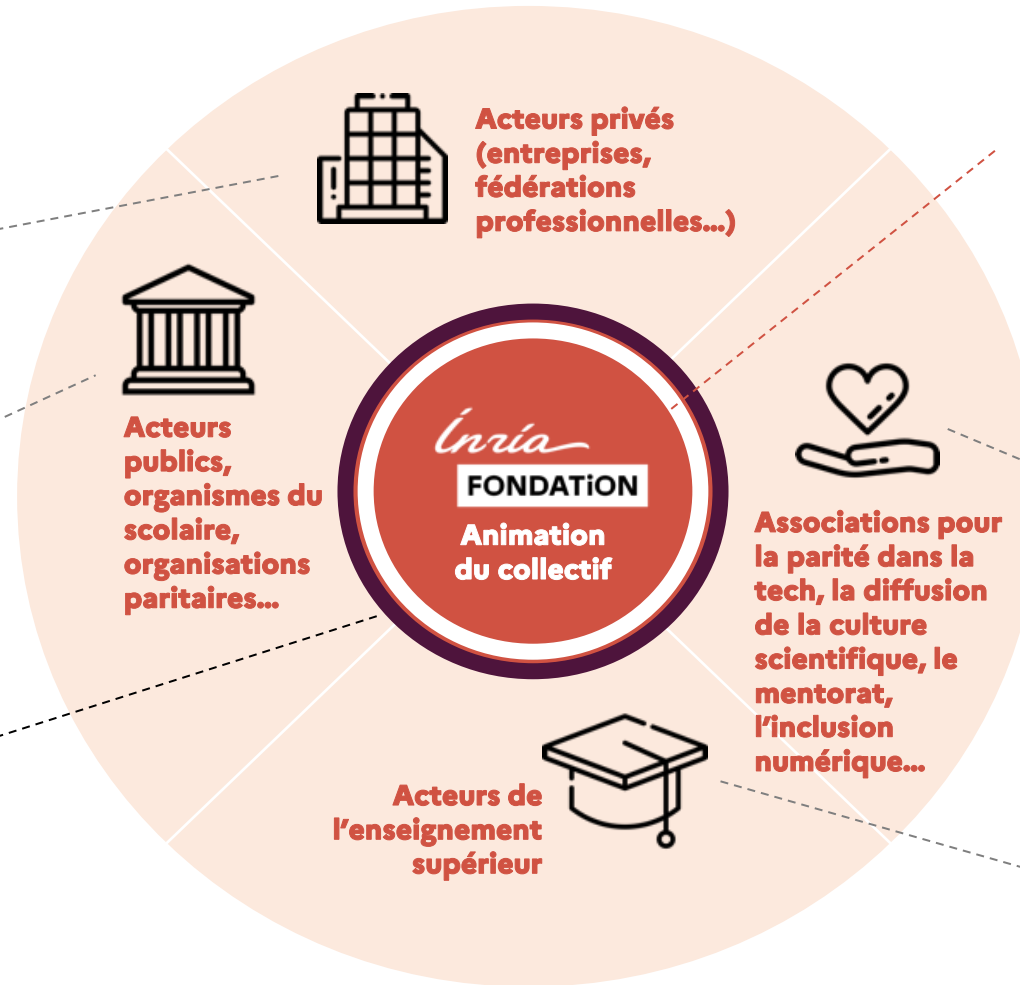 Acteurs privés
(entreprises,
fédérations
professionnelles...)
Acteurs
publics,
organismes du
scolaire,
organisations
paritaires...
Inria
FONDATiON
Animation
du collectif
Associations pour
la parité dans la
tech, la diffusion
de la culture
scientifique, le
mentorat,
l’inclusion
numérique...
Acteurs de
l’enseignement
supérieur